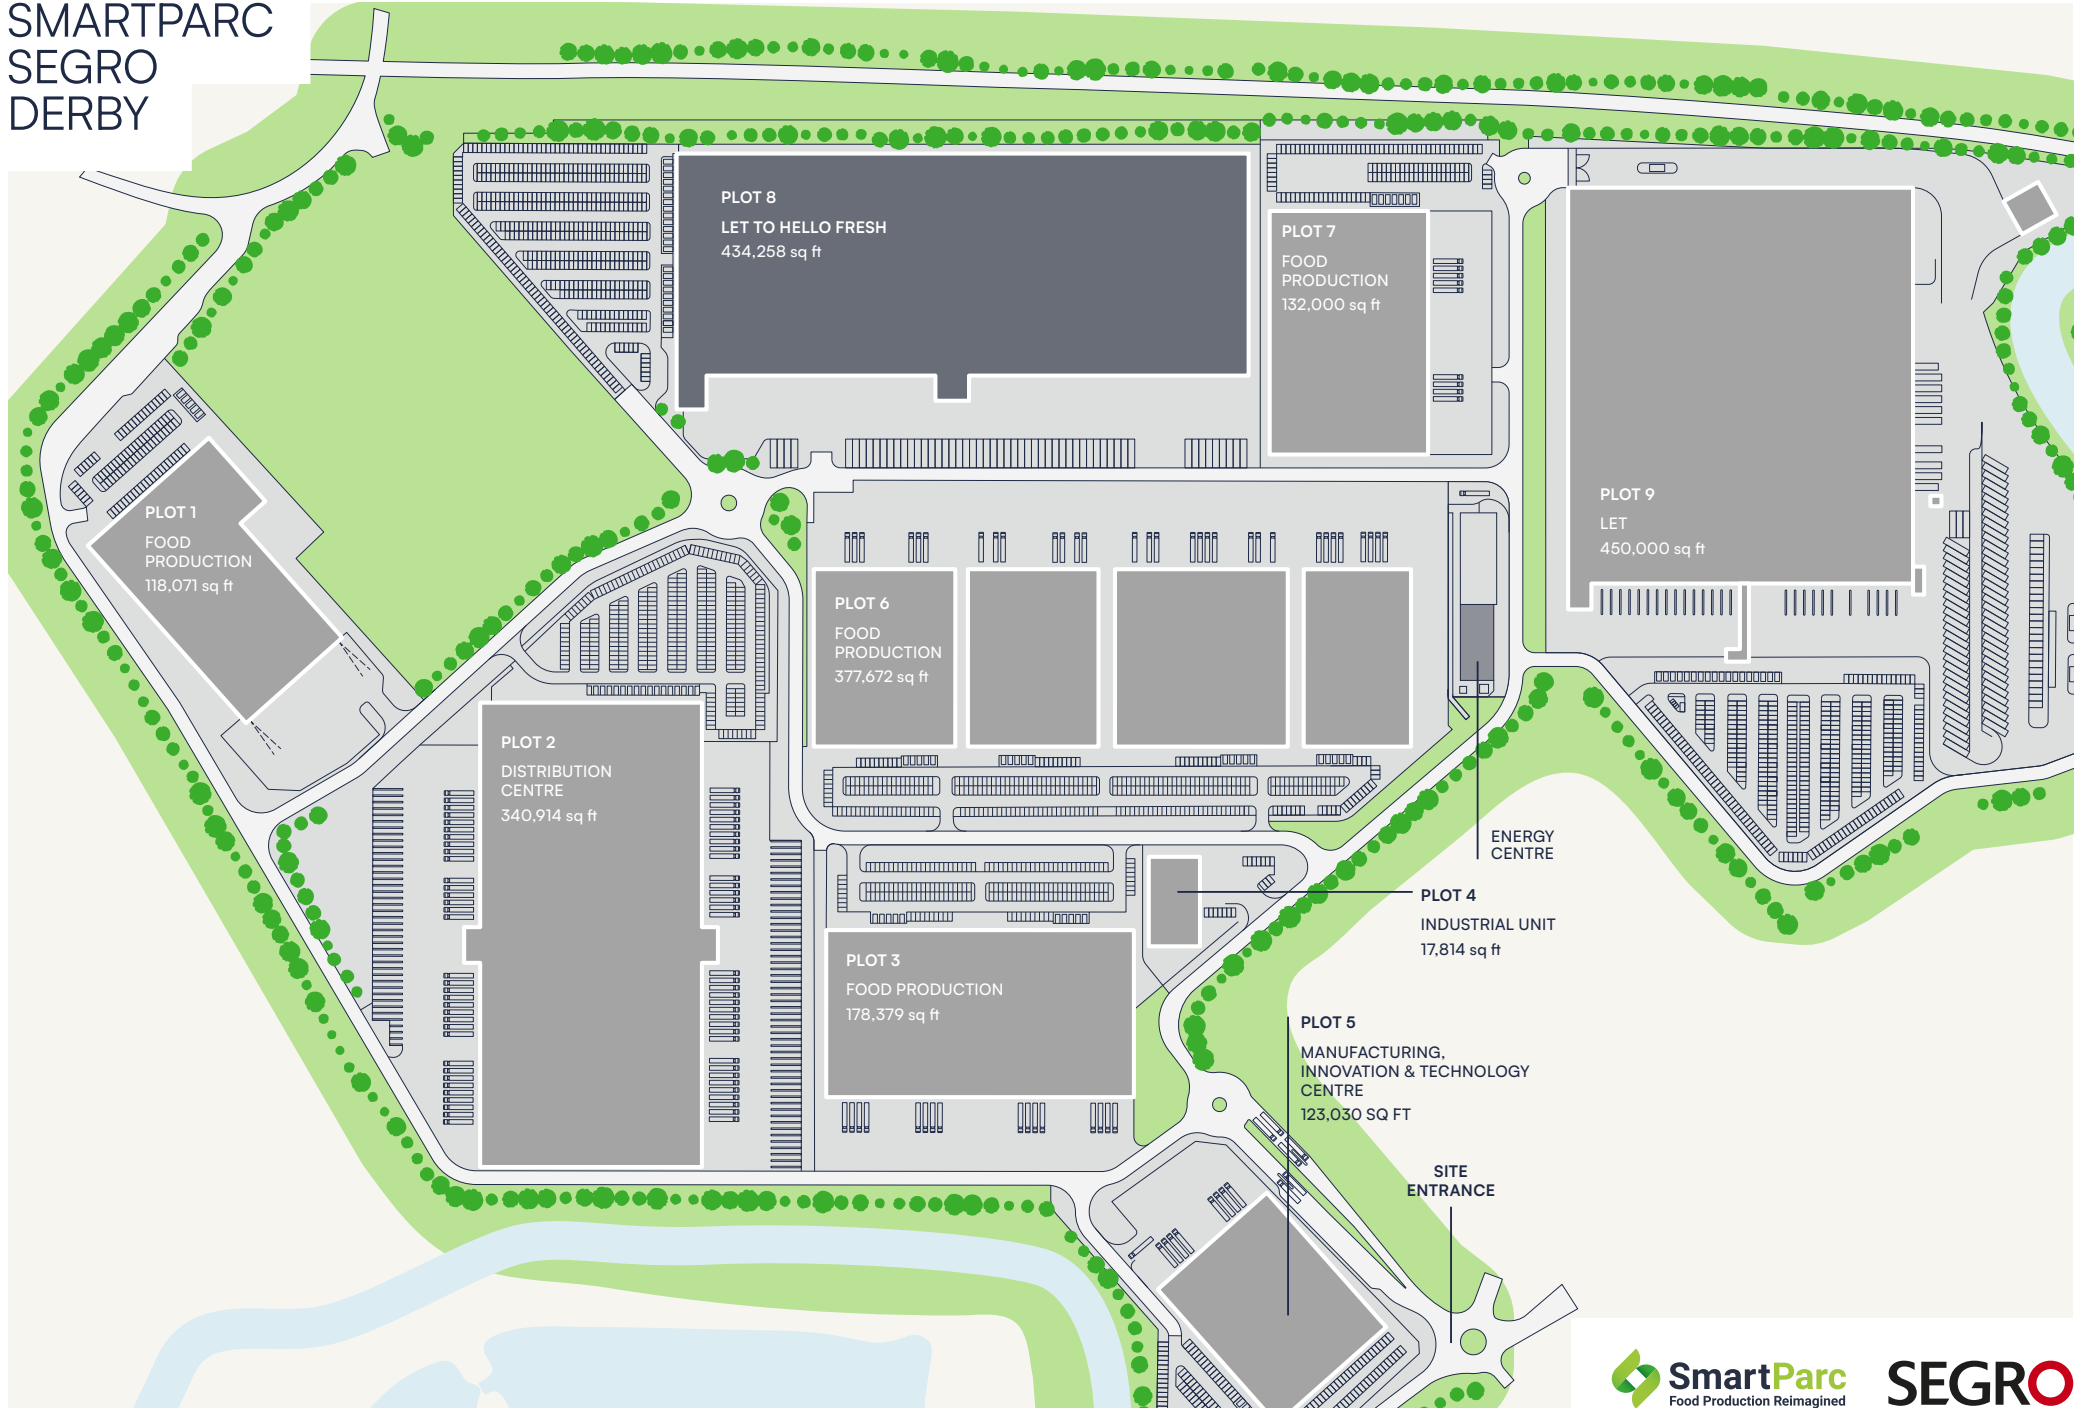 SMARTPARC
SEGRO
DERBY
PLOT 8
LET TO HELLO FRESH
434,258 sq ft
PLOT 7
FOOD
PRODUCTION
132,000 sq ft
PLOT 9
LET
450,000 sq ft
PLOT 1
FOOD
PRODUCTION
118,071 sq ft
PLOT 6
FOOD
PRODUCTION
377,672 sq ft
PLOT 2
DISTRIBUTION
CENTRE
340,914 sq ft
ENERGY
CENTRE
PLOT 4
INDUSTRIAL UNIT
17,814 sq ft
PLOT 3
FOOD PRODUCTION
178,379 sq ft
PLOT 5
MANUFACTURING,
INNOVATION & TECHNOLOGY
CENTRE
123,030 SQ FT
SITE
ENTRANCE
SmartParc
Food Production Reimagined
SEGRO